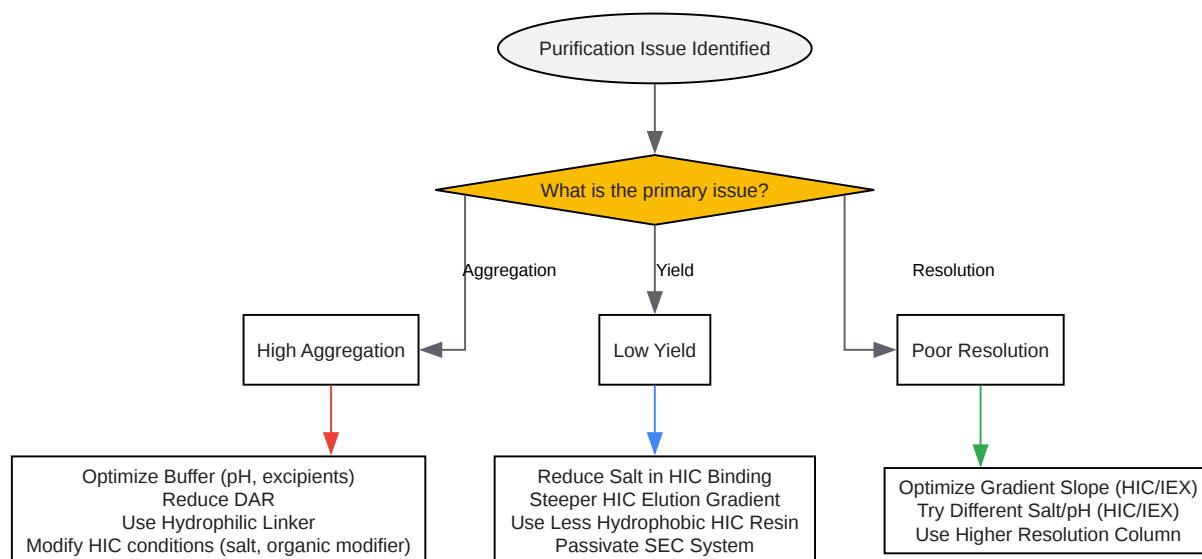 Purification Issue Identified
What is the primary issue?
Aggregation
Yield
Resolution
High Aggregation
Low Yield
Poor Resolution
Optimize Buffer (pH, excipients)
Reduce DAR
Use Hydrophilic Linker
Modify HIC conditions (salt, organic modifier)
Reduce Salt in HIC Binding
Steeper HIC Elution Gradient
Use Less Hydrophobic HIC Resin
Passivate SEC System
Optimize Gradient Slope (HIC/IEX)
Try Different Salt/pH (HIC/IEX)
Use Higher Resolution Column